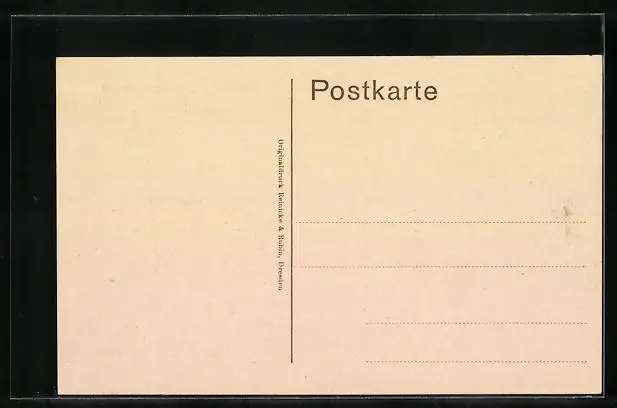 Postkarte
Originaldruck Reinicke & Rubin, Dresden